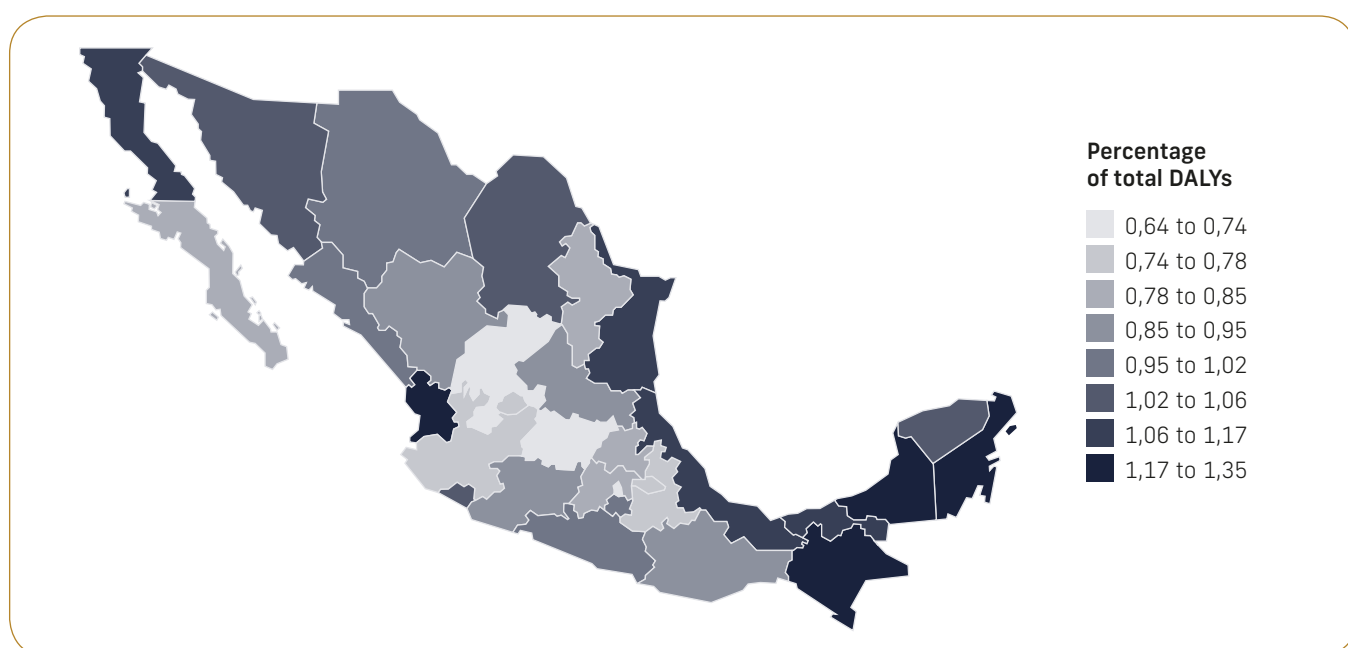 Percentage
of total DALYs
0,64 to 0,74
0,74 to 0,78
0,78 to 0,85
0,85 to 0,95
0,95 to 1,02
1,02 to 1,06
1,06 to 1,17
1,17 to 1,35